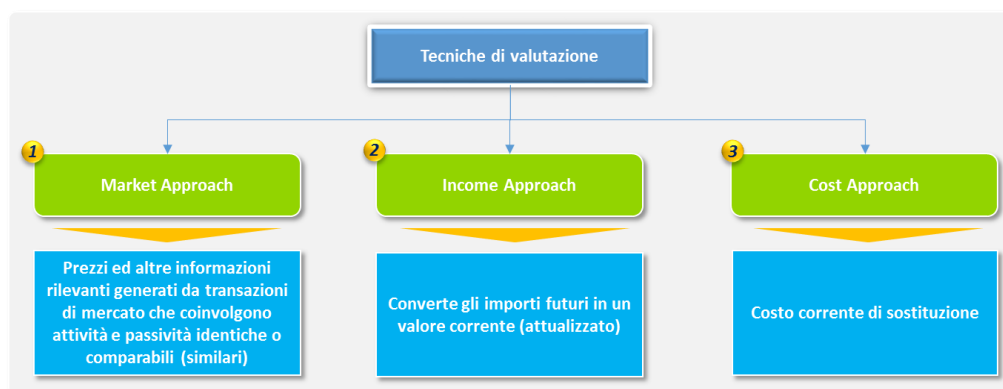 Tecniche di valutazione
1
Market Approach
2
Income Approach
3
Cost Approach
Prezzi ed altre informazioni
rilevanti generati da transazioni
di mercato che coinvolgono
attività e passività identiche o
comparabili (similari)
Converte gli importi futuri in un
valore corrente (attualizzato)
Costo corrente di sostituzione